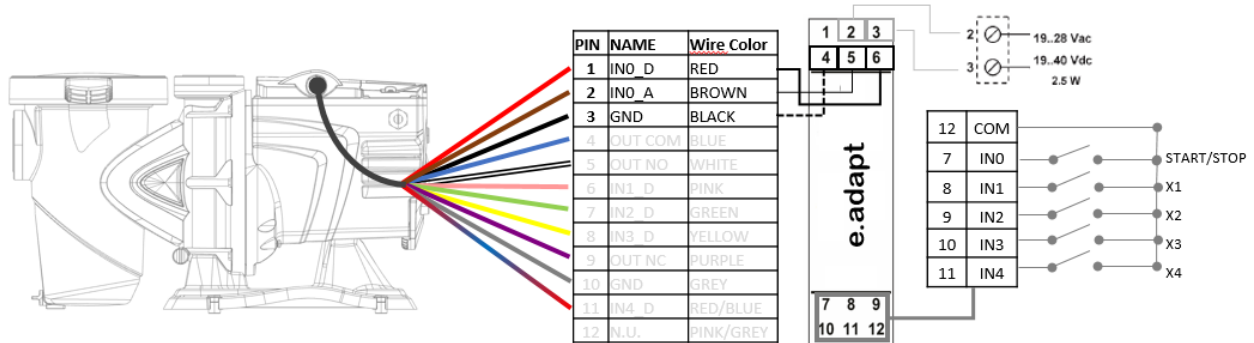 PIN NAME Wire Color
1 IN0_D RED
2 IN0_A BROWN
3 GND BLACK
4 OUT COM BLUE
5 OUT NO WHITE
6 IN1_D PINK
7 IN2_D GREEN
8 IN3_D YELLOW
9 OUT NC PURPLE
10 GND GREY
11 IN4_D RED/BLUE
12 N.U. PINK/GREY
1 2 3
4 5 6
e.adapt
7 8 9
10 11 12
2 19..28 Vac
3 19..40 Vdc
2.5 W
12 COM
7 IN0 START/STOP
8 IN1 X1
9 IN2 X2
10 IN3 X3
11 IN4 X4